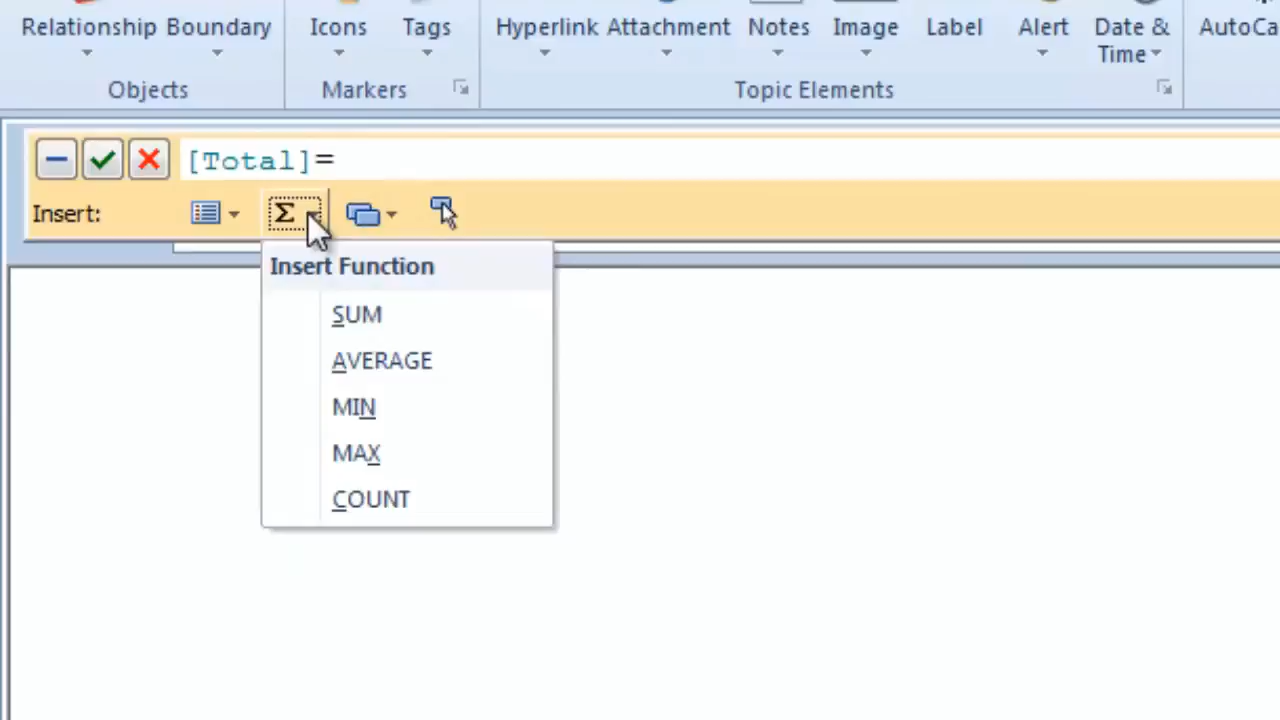 Relationship Boundary Icons Tags Hyperlink Attachment Notes Image Label Alert Date & Time AutoCa
Objects Markers Topic Elements
[Total]=
Insert: Σ
Insert Function
SUM
AVERAGE
MIN
MAX
COUNT